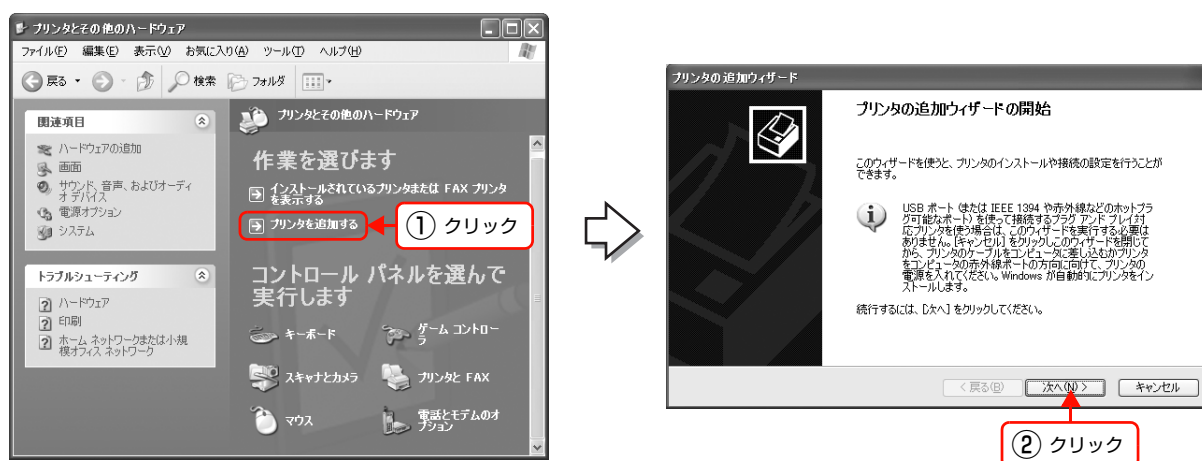 プリンタとその他のハードウェア
ファイル(F) 編集(E) 表示(V) お気に入り(A) ツール(T) ヘルプ(H)
戻る 検索 フォルダ
関連項目
ハードウェアの追加
画面
サウンド、音声、およびオーディ
オ デバイス
電源オプション
システム
トラブルシューティング
ハードウェア
印刷
ホーム ネットワークまたは小規
模オフィス ネットワーク
プリンタとその他のハードウェア
作業を選びます
インストールされているプリンタまたは FAX プリンタ
を表示する
プリンタを追加する
① クリック
コントロール パネルを選んで
実行します
キーボード
ゲーム コントロー
ラ
スキャナとカメラ
プリンタと FAX
マウス
電話とモデムのオ
プション
プリンタの追加ウィザード
プリンタの追加ウィザードの開始
このウィザードを使うと、プリンタのインストールや接続の設定を行うことが
できます。
USB ポート (または IEEE 1394 や赤外線などのホットプラ
グ可能なポート) を使って接続するプラグ アンド プレイ対
応プリンタを使う場合は、このウィザードを実行する必要は
ありません。[キャンセル] をクリックしこのウィザードを閉じて
から、プリンタのケーブルをコンピュータに差し込むかプリンタ
をコンピュータの赤外線ポートの方向に向けて、プリンタの
電源を入れてください。Windows が自動的にプリンタをイン
ストールします。
続行するには、[次へ] をクリックしてください。
< 戻る(B) 次へ(N) > キャンセル
② クリック